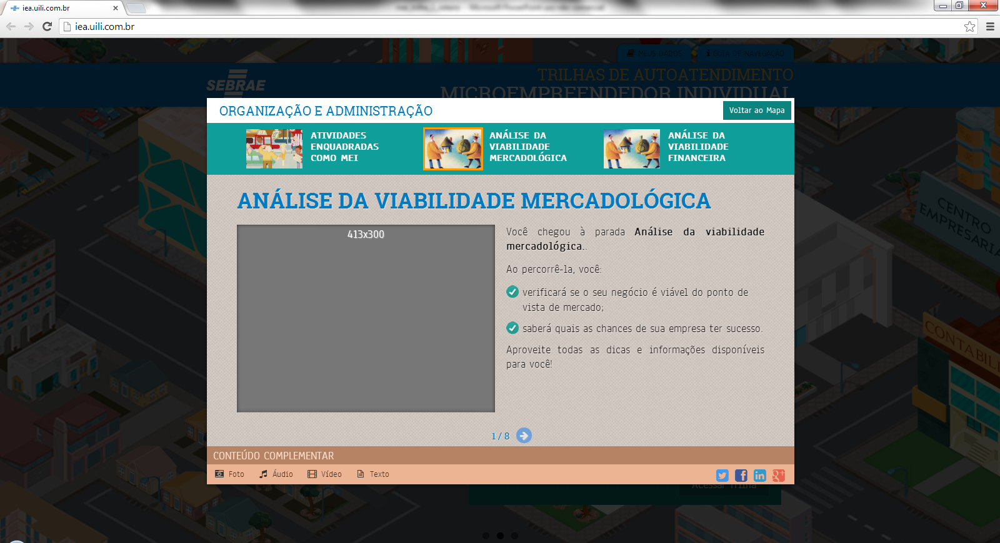 iea.uili.com.br
iea.uili.com.br
MEUS DADOS
GUIA DE NAVEGAÇÃO
SEBRAE
TRILHAS DE AUTOATENDIMENTO
MICROEMPREENDEDOR INDIVIDUAL
ORGANIZAÇÃO E ADMINISTRAÇÃO
Voltar ao Mapa
ATIVIDADES
ENQUADRADAS
COMO MEI
ANÁLISE DA
VIABILIDADE
MERCADOLÓGICA
ANÁLISE DA
VIABILIDADE
FINANCEIRA
ANÁLISE DA VIABILIDADE MERCADOLÓGICA
413x300
Você chegou à parada Análise da viabilidade
mercadológica..
Ao percorrê-la, você:
verificará se o seu negócio é viável do ponto de
vista de mercado;
saberá quais as chances de sua empresa ter sucesso.
Aproveite todas as dicas e informações disponíveis
para você!
1 / 8
CONTEÚDO COMPLEMENTAR
Foto Áudio Vídeo Texto
Acessar Trilha
CENTRO
EMPRESARIA
CONTABILI